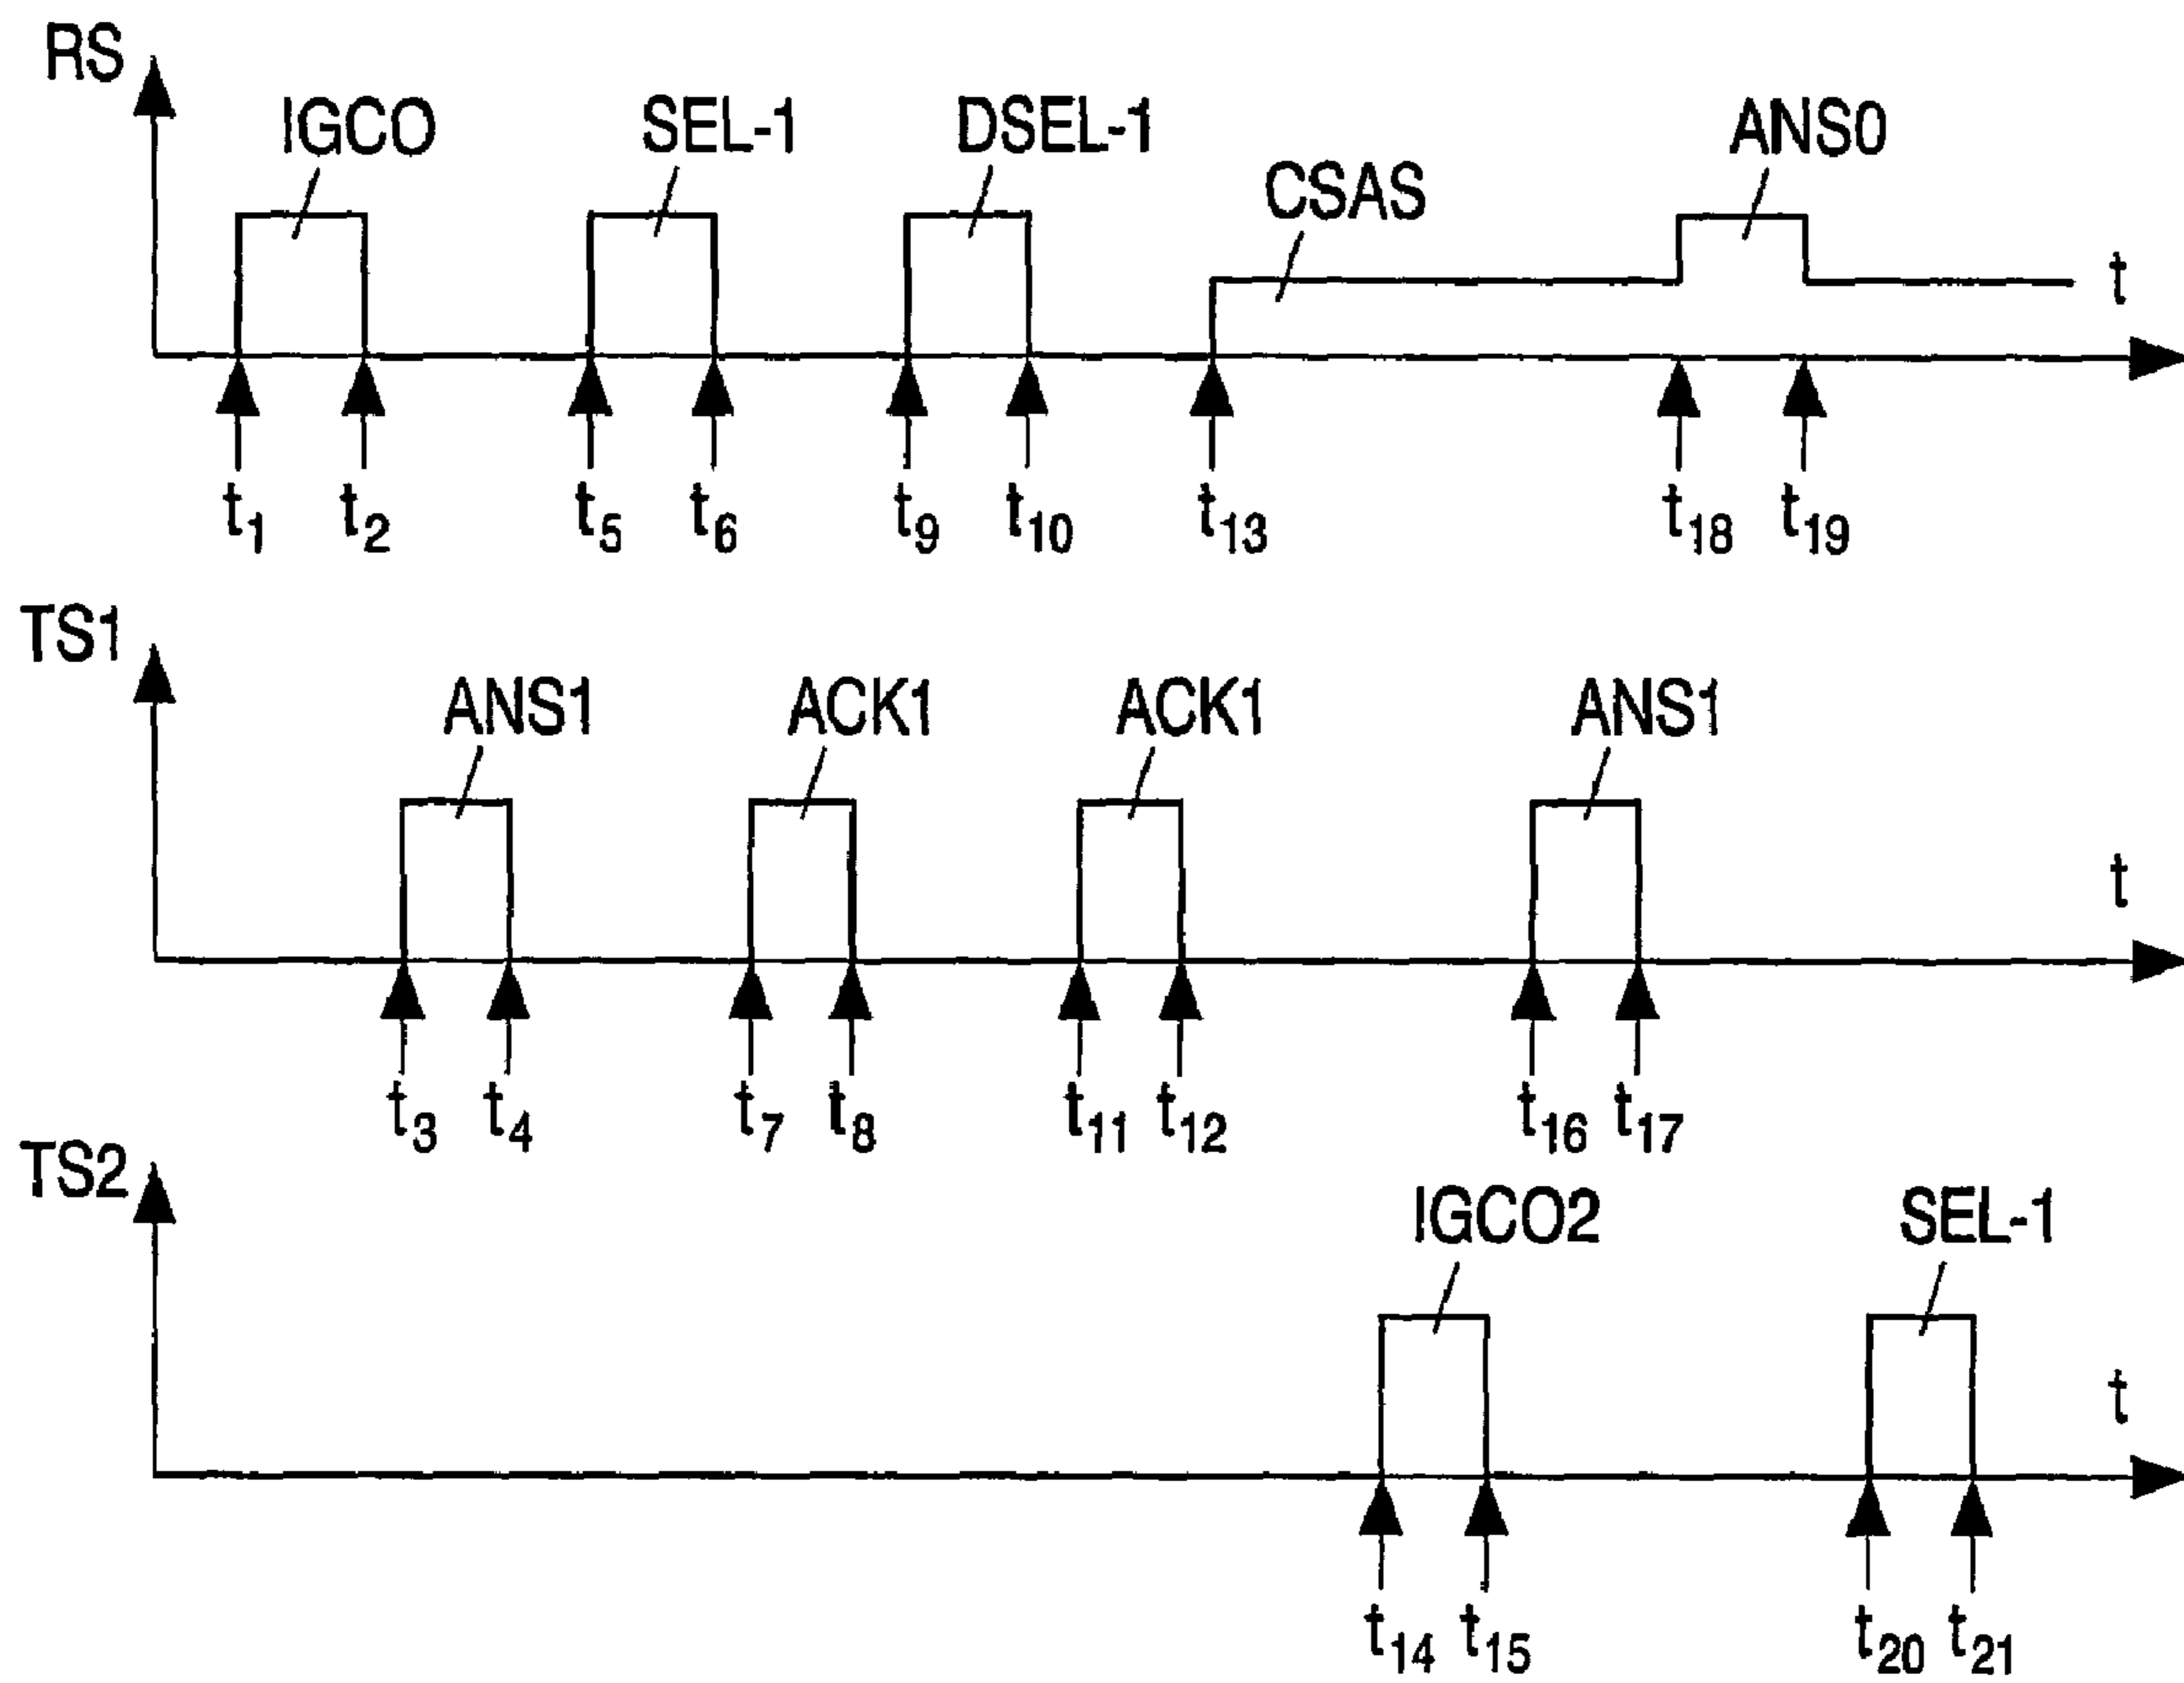 RS
IGCO SEL-1 DSEL-1 CSAS ANS0
t
t1 t2 t5 t6 t9 t10 t13 t18 t19
TS1
ANS1 ACK1 ACK1 ANS1
t
t3 t4 t7 t8 t11 t12 t16 t17
TS2
IGCO2 SEL-1
t
t14 t15 t20 t21